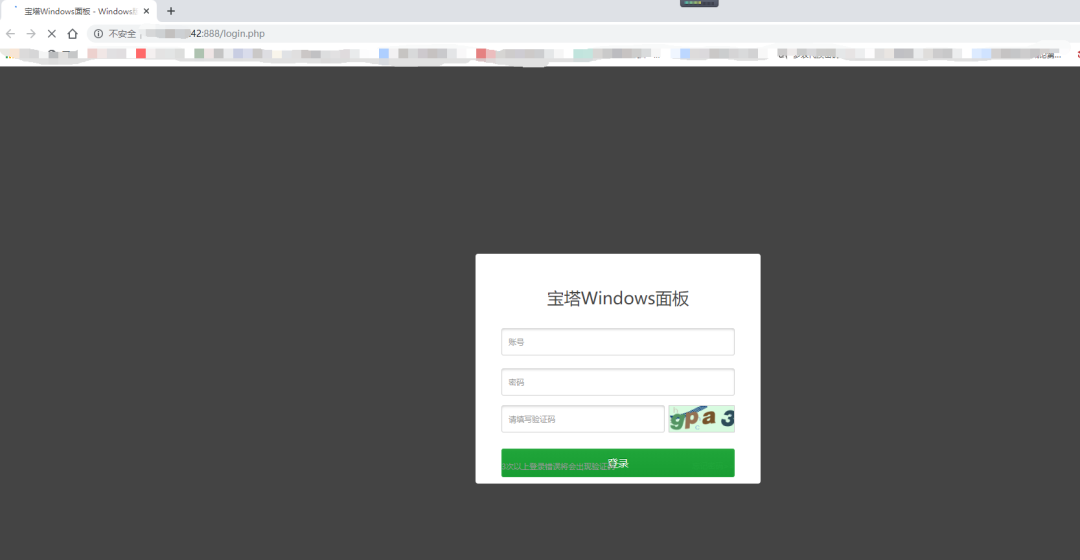 宝塔Windows面板 - Windows
不安全
42:888/login.php
宝塔Windows面板
账号
密码
请填写验证码
gpa3
登录
3次以上登录错误将会出现验证码